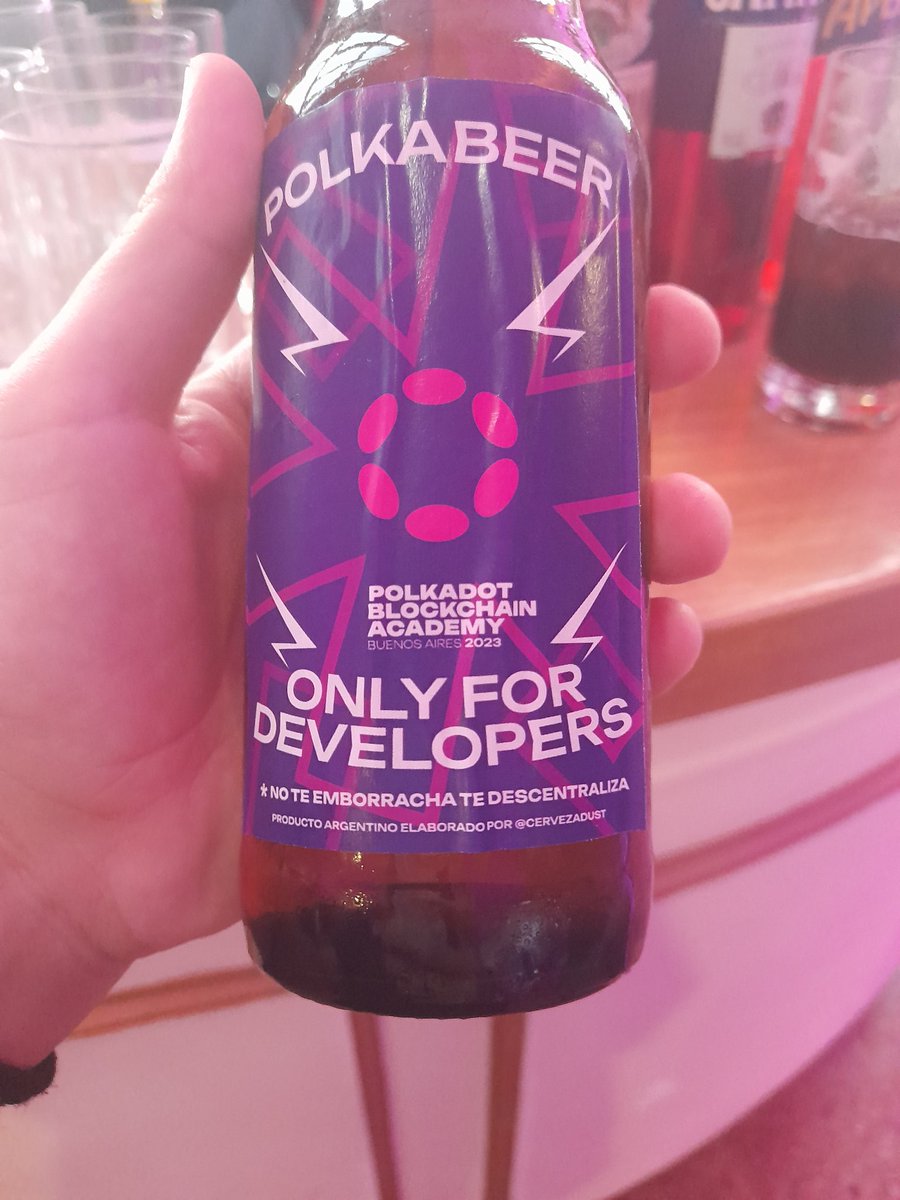 POLKABEER
POLKADOT
BLOCKCHAIN
ACADEMY
BUENOS AIRES 2023
ONLY FOR
DEVELOPERS
* NO TE EMBORRACHA TE DESCENTRALIZA
PRODUCTO ARGENTINO ELABORADO POR @CERVEZADUST